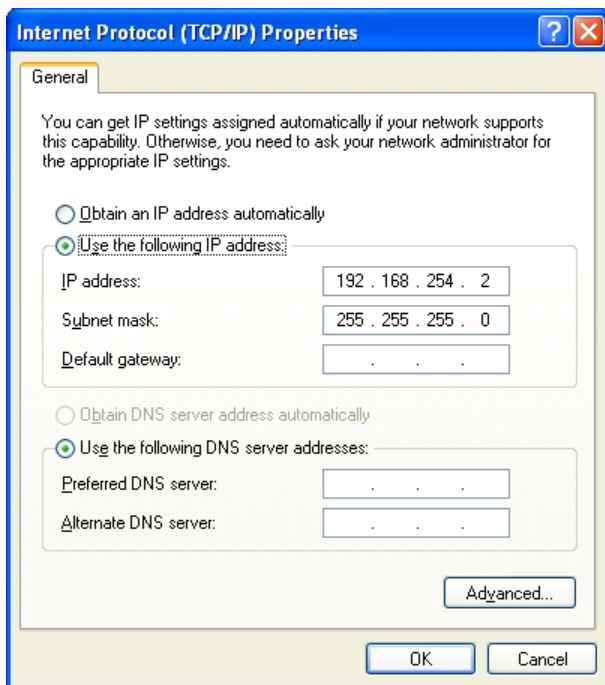 Internet Protocol (TCP/IP) Properties
General
You can get IP settings assigned automatically if your network supports
this capability. Otherwise, you need to ask your network administrator for
the appropriate IP settings.
Obtain an IP address automatically
Use the following IP address:
IP address: 192 . 168 . 254 . 2
Subnet mask: 255 . 255 . 255 . 0
Default gateway: . . .
Obtain DNS server address automatically
Use the following DNS server addresses:
Preferred DNS server: . . .
Alternate DNS server: . . .
Advanced...
OK Cancel